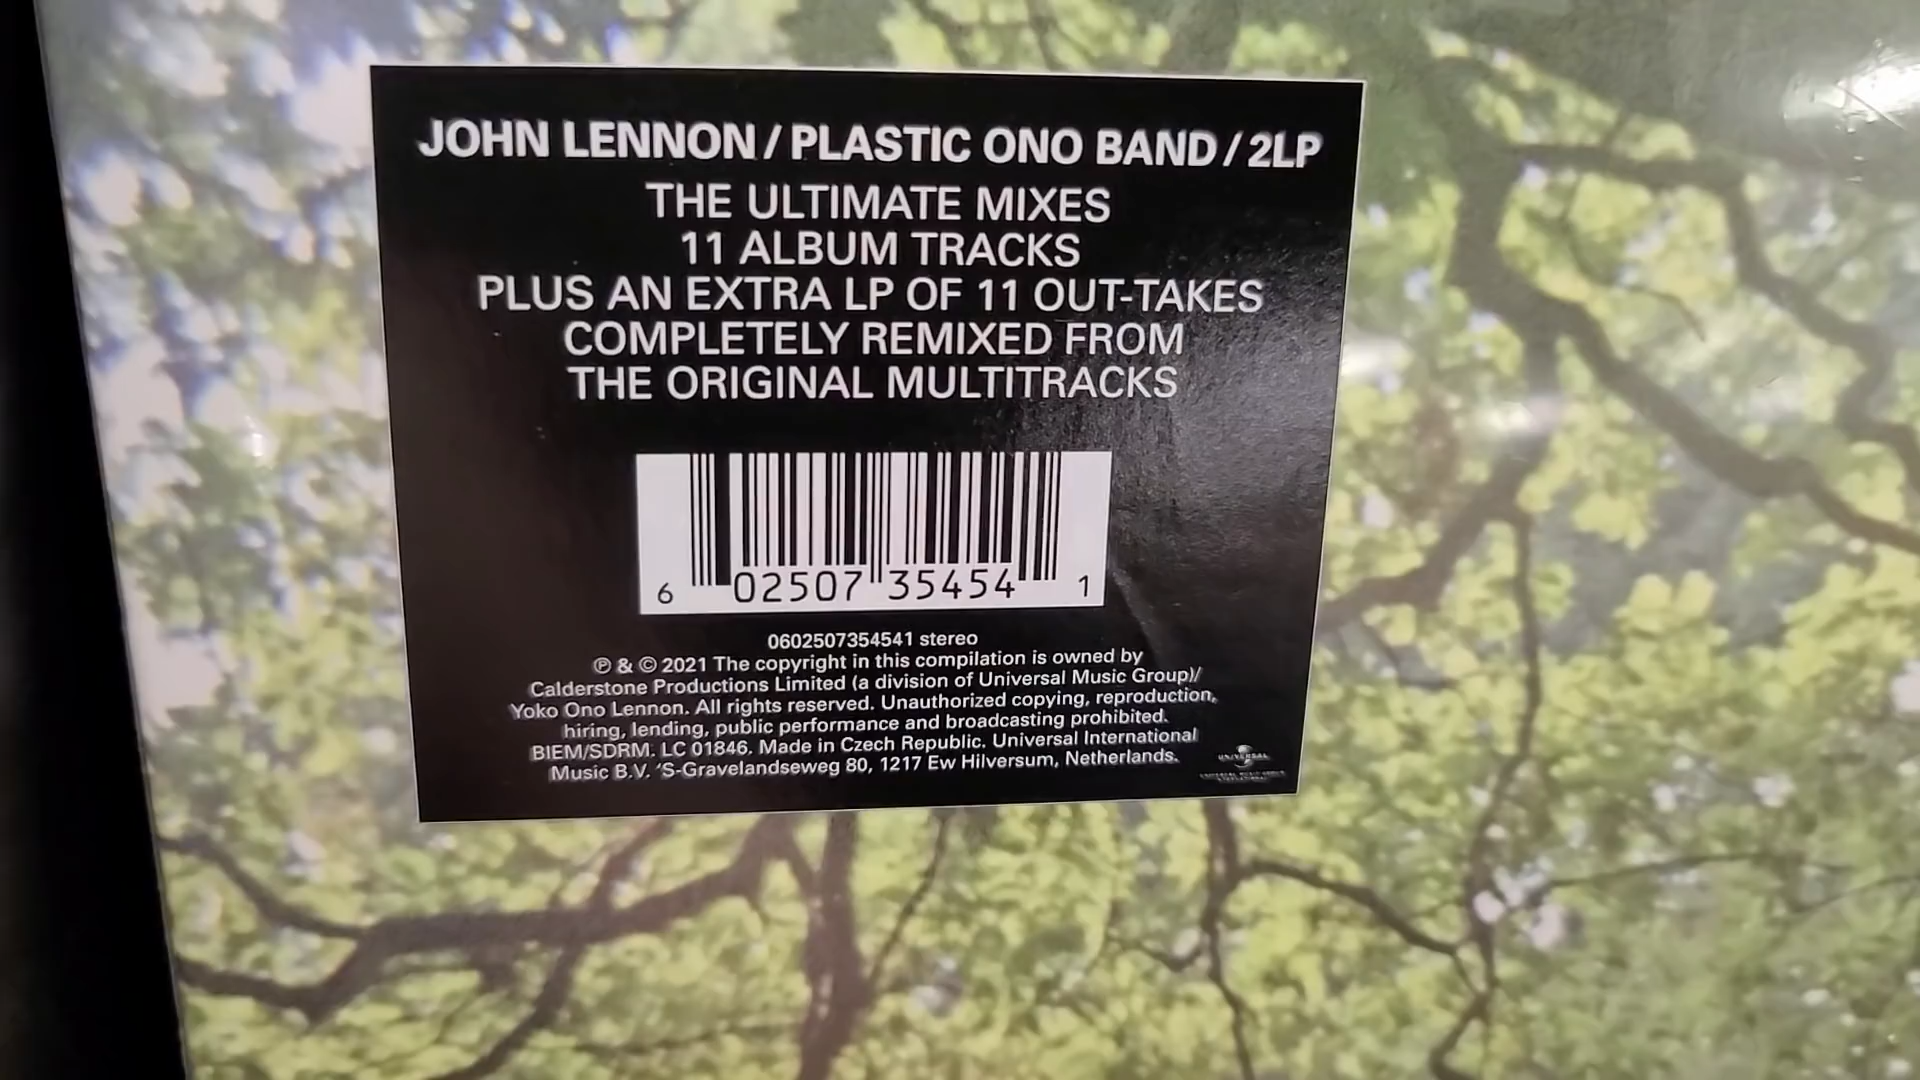 JOHN LENNON/PLASTIC ONO BAND/2LP
THE ULTIMATE MIXES
11 ALBUM TRACKS
PLUS AN EXTRA LP OF 11 OUT-TAKES
COMPLETELY REMIXED FROM
THE ORIGINAL MULTITRACKS
6 02507 35454 1
0602507354541 stereo
℗ & © 2021 The copyright in this compilation is owned by
Calderstone Productions Limited (a division of Universal Music Group)/
Yoko Ono Lennon. All rights reserved. Unauthorized copying, reproduction,
hiring, lending, public performance and broadcasting prohibited.
BIEM/SDRM. LC 01846. Made in Czech Republic. Universal International
Music B.V. 'S-Gravelandseweg 80, 1217 Ew Hilversum, Netherlands.
UNIVERSAL